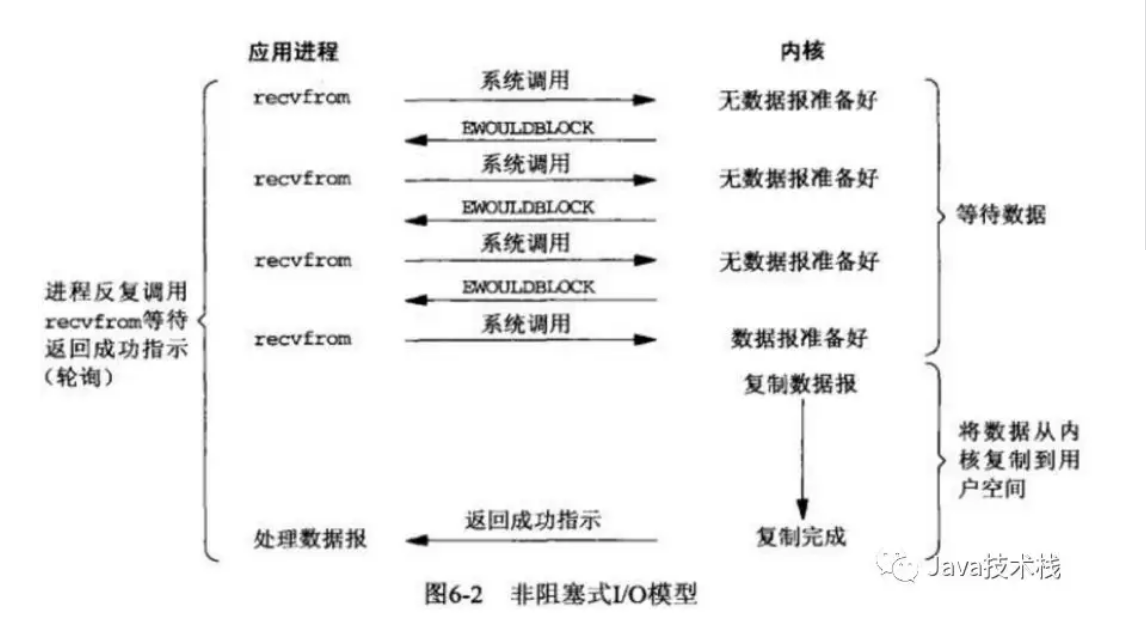 应用进程
内核
recvfrom
系统调用
无数据报准备好
EWOULDBLOCK
recvfrom
系统调用
无数据报准备好
EWOULDBLOCK
recvfrom
系统调用
无数据报准备好
EWOULDBLOCK
recvfrom
系统调用
数据报准备好
等待数据
进程反复调用
recvfrom等待
返回成功指示
(轮询)
复制数据报
将数据从内
核复制到用
户空间
处理数据报
返回成功指示
复制完成
Java技术栈
图6-2 非阻塞式I/O模型